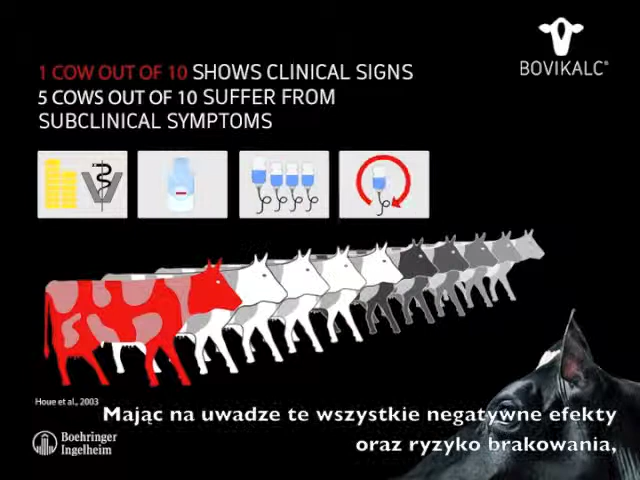 BOVIKALC®
1 COW OUT OF 10 SHOWS CLINICAL SIGNS
5 COWS OUT OF 10 SUFFER FROM
SUBCLINICAL SYMPTOMS
Houe et al., 2003
Mając na uwadze te wszystkie negatywne efekty
oraz ryzyko brakowania,
Boehringer
Ingelheim